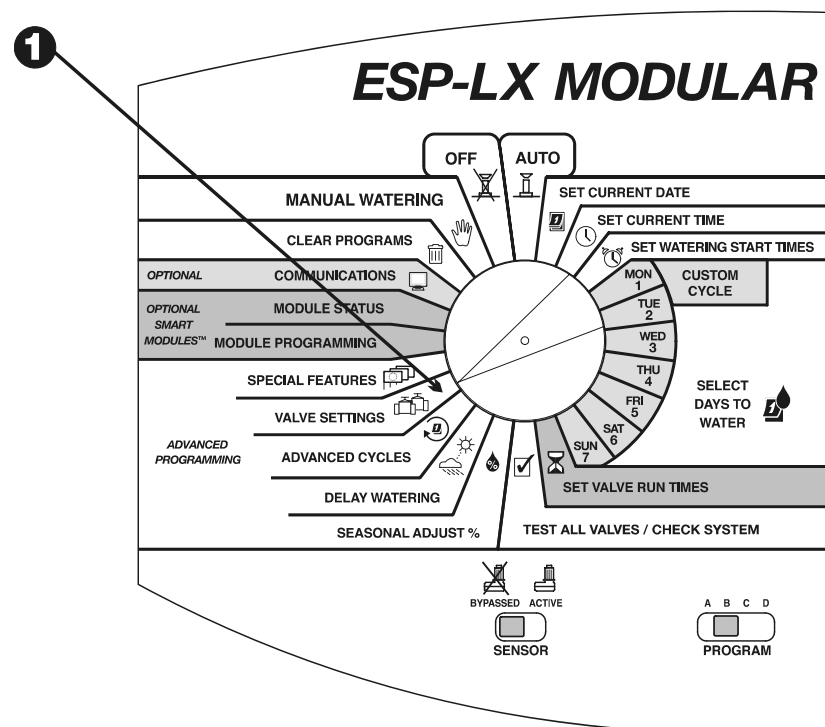 1
ESP-LX MODULAR
OFF
AUTO
MANUAL WATERING
SET CURRENT DATE
CLEAR PROGRAMS
SET CURRENT TIME
OPTIONAL
COMMUNICATIONS
SET WATERING START TIMES
OPTIONAL
SMART
MODULES™
MODULE STATUS
MODULE PROGRAMMING
MON
1
CUSTOM
CYCLE
TUE
2
WED
3
THU
4
FRI
5
SAT
6
SUN
7
SELECT
DAYS TO
WATER
1
ADVANCED
PROGRAMMING
SPECIAL FEATURES
VALVE SETTINGS
1
ADVANCED CYCLES
DELAY WATERING
SEASONAL ADJUST %
%
SET VALVE RUN TIMES
TEST ALL VALVES / CHECK SYSTEM
1
BYPASSED
ACTIVE
SENSOR
A B C D
PROGRAM